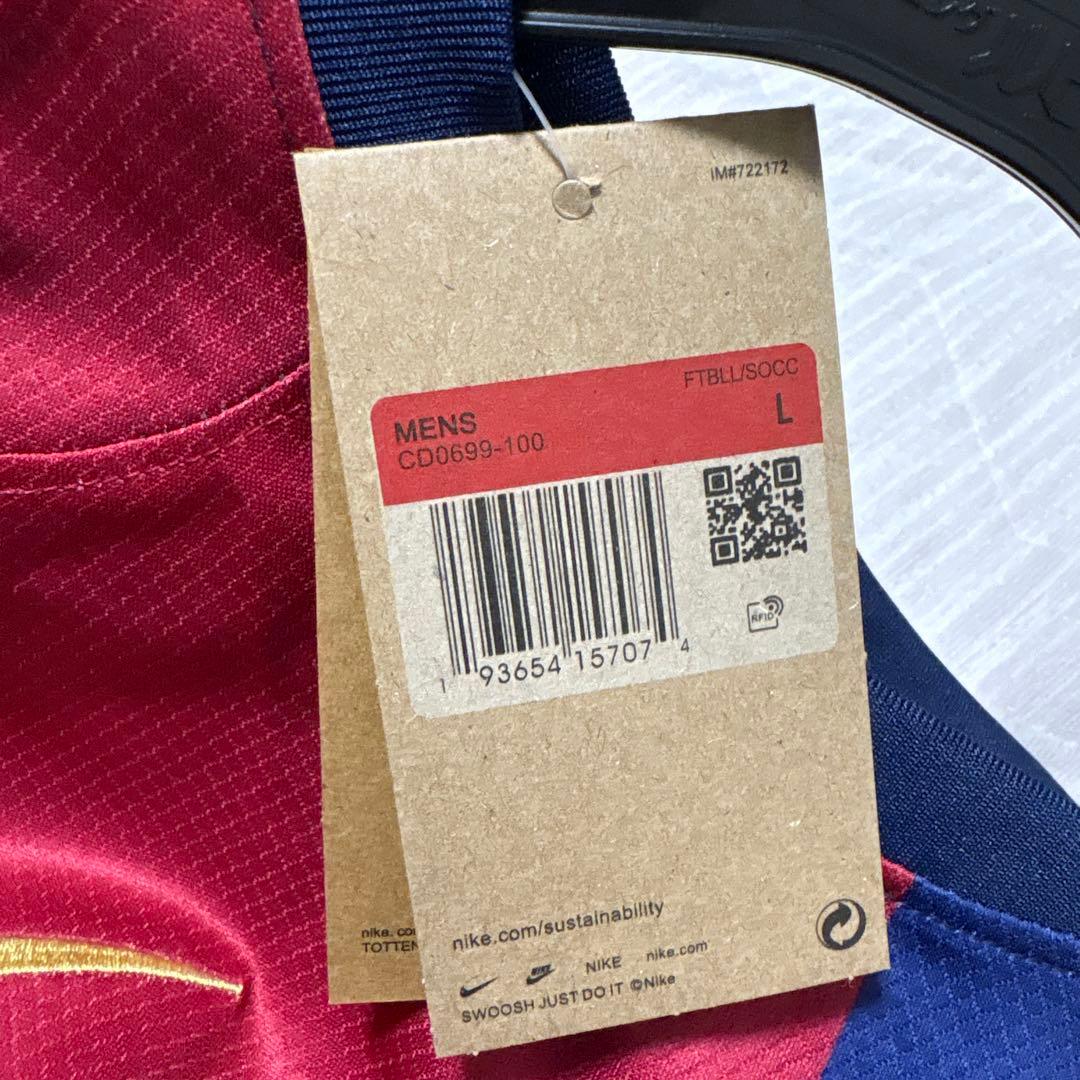 IM#722172
FTBLL/SOCC
MENS
L
CD0699-100
RFID
1 93654 15707 4
nike.com/sustainability
NIKE nike.com
SWOOSH JUST DO IT ©Nike
nike. co
TOTTEN